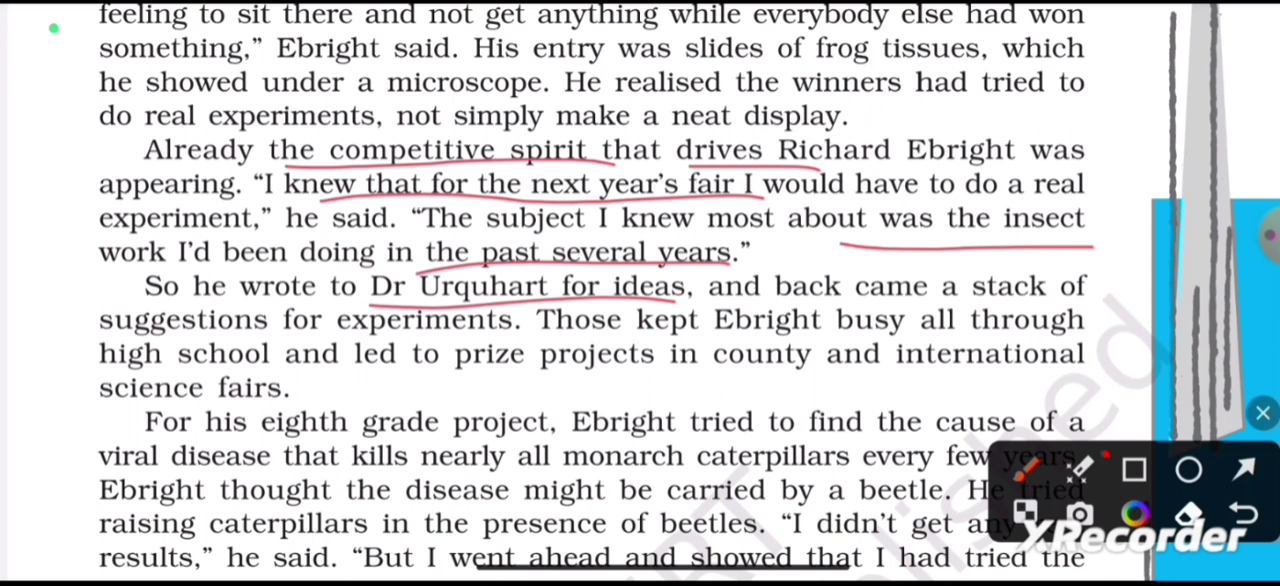 feeling to sit there and not get anything while everybody else had won
something,” Ebright said. His entry was slides of frog tissues, which
he showed under a microscope. He realised the winners had tried to
do real experiments, not simply make a neat display.
Already the competitive spirit that drives Richard Ebright was
appearing. “I knew that for the next year’s fair I would have to do a real
experiment,” he said. “The subject I knew most about was the insect
work I’d been doing in the past several years.”
So he wrote to Dr Urquhart for ideas, and back came a stack of
suggestions for experiments. Those kept Ebright busy all through
high school and led to prize projects in county and international
science fairs.
For his eighth grade project, Ebright tried to find the cause of a
viral disease that kills nearly all monarch caterpillars every few years.
Ebright thought the disease might be carried by a beetle. He tried
raising caterpillars in the presence of beetles. “I didn’t get any
results,” he said. “But I went ahead and showed that I had tried the
XRecorder